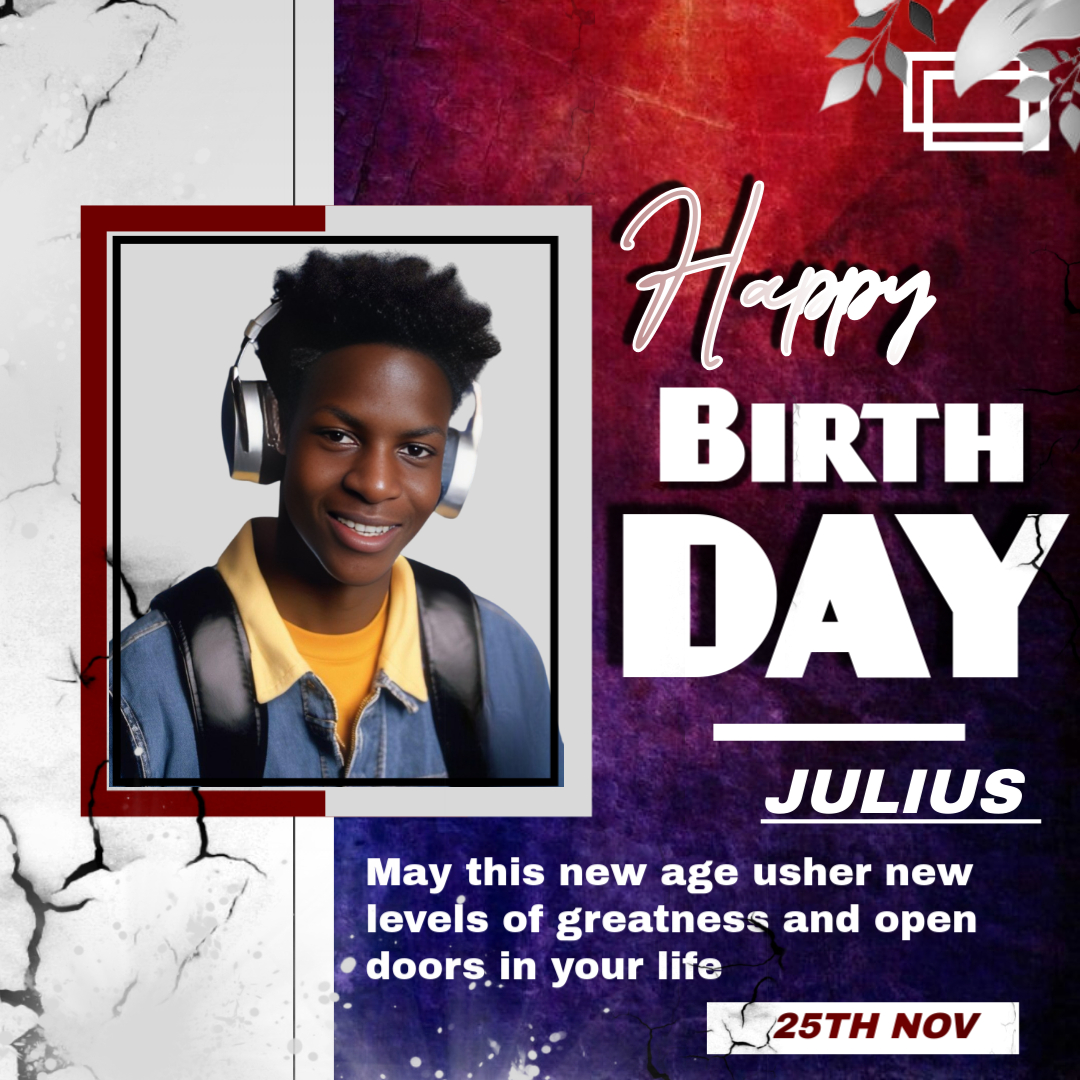 Happy
BIRTH
DAY
JULIUS
May this new age usher new
levels of greatness and open
doors in your life
25TH NOV